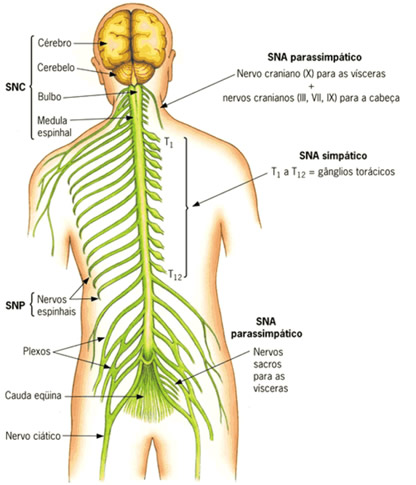 Cérebro
Cerebelo
SNC
Bulbo
Medula
espinhal
SNA parassimpático
Nervo craniano (X) para as vísceras
+
nervos cranianos (III, VII, IX) para a cabeça
T1
SNA simpático
T1 a T12 = gânglios torácicos
T12
SNP
Nervos
espinhais
Plexos
SNA
parassimpático
Nervos
sacros
para as
vísceras
Cauda eqüina
Nervo ciático